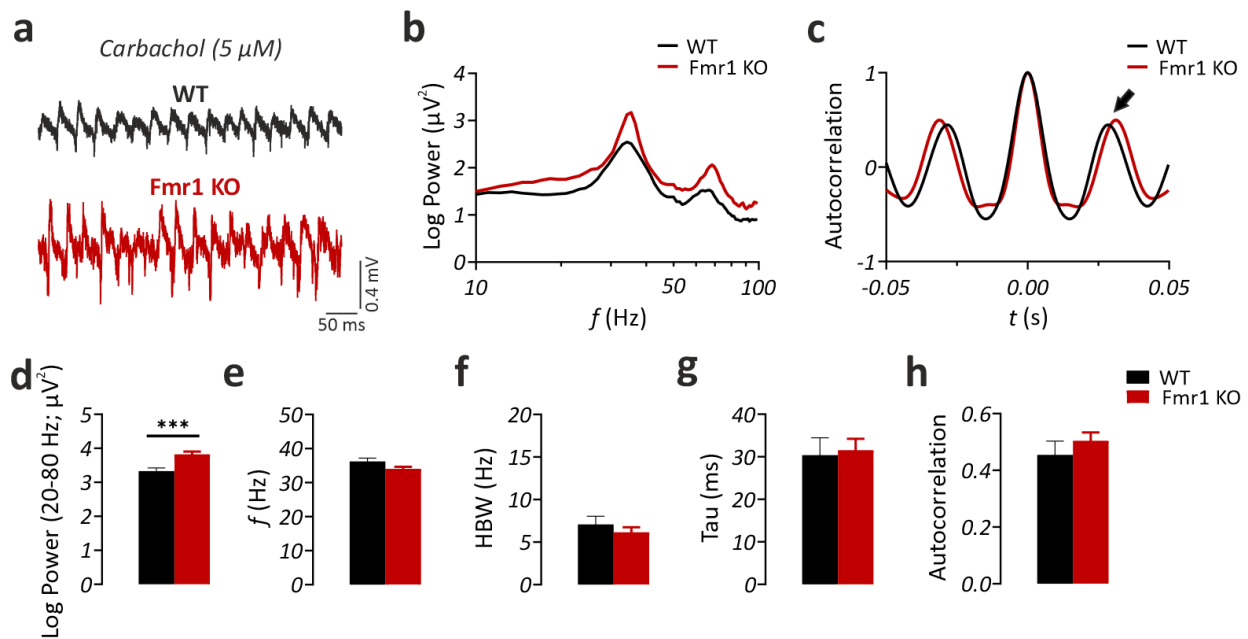 a
Carbachol (5 µM)
WT
Fmr1 KO
0.4 mV
50 ms
b
WT
Fmr1 KO
Log Power (µV²)
4
3
2
1
0
10
50
100
f (Hz)
c
WT
Fmr1 KO
Autocorrelation
1
0
-1
-0.05
0.00
0.05
t (s)
d
Log Power (20-80 Hz; µV²)
5
4
3
2
1
0
***
e
f (Hz)
50
40
30
20
10
0
f
HBW (Hz)
20
15
10
5
0
g
Tau (ms)
40
30
20
10
0
h
WT
Fmr1 KO
Autocorrelation
0.6
0.4
0.2
0.0